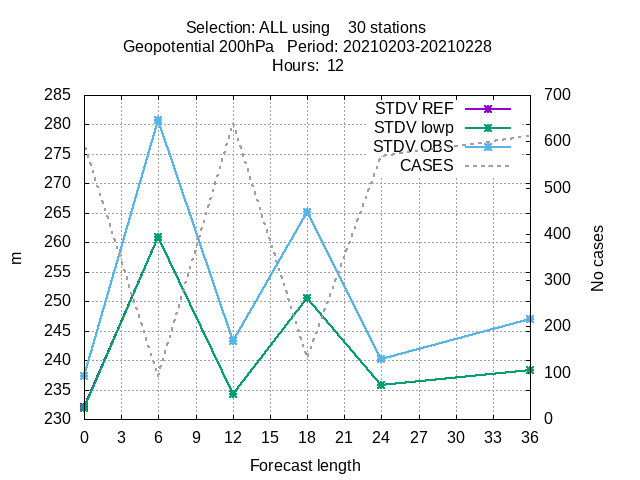 Selection: ALL using    30 stations
Geopotential 200hPa   Period: 20210203-20210228
Hours:  12
STDV REF
STDV lowp
STDV OBS
CASES
285
280
275
270
265
260
255
250
245
240
235
230
700
600
500
400
300
200
100
0
m
No cases
0 3 6 9 12 15 18 21 24 27 30 33 36
Forecast length